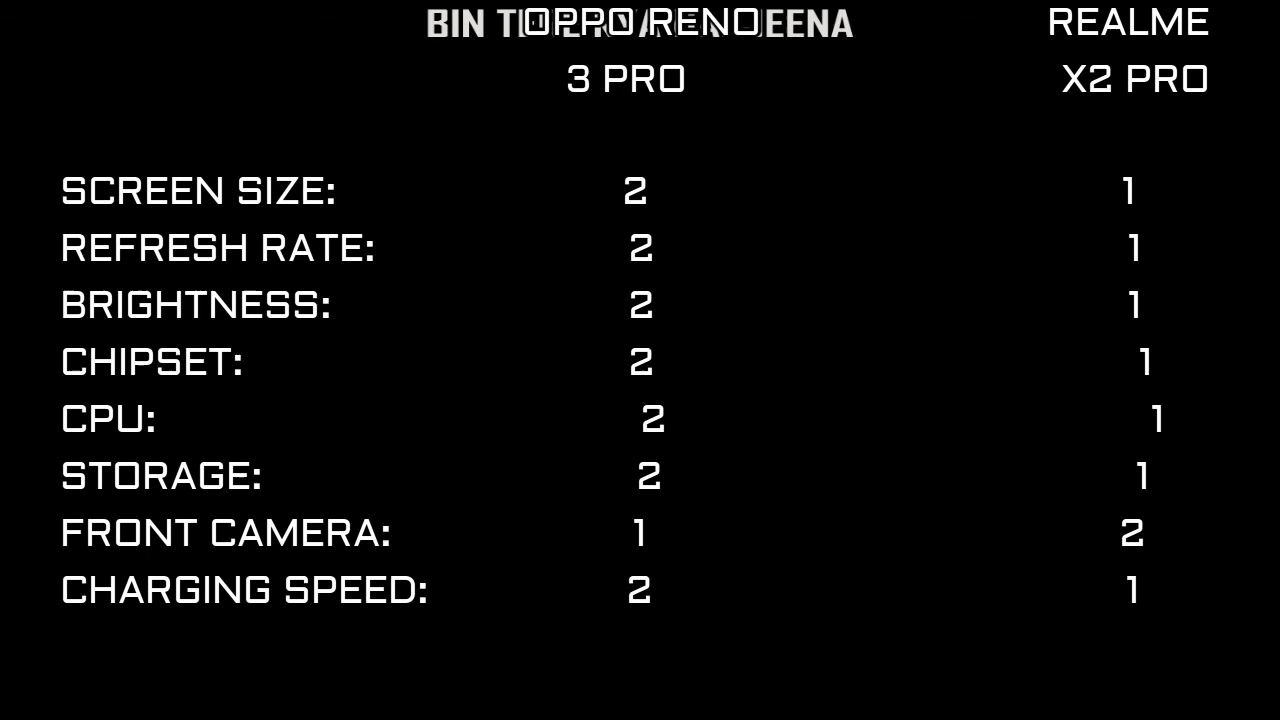 BIN
OPPO RENO REALME
3 PRO X2 PRO
SCREEN SIZE: 2 1
REFRESH RATE: 2 1
BRIGHTNESS: 2 1
CHIPSET: 2 1
CPU: 2 1
STORAGE: 2 1
FRONT CAMERA: 1 2
CHARGING SPEED: 2 1